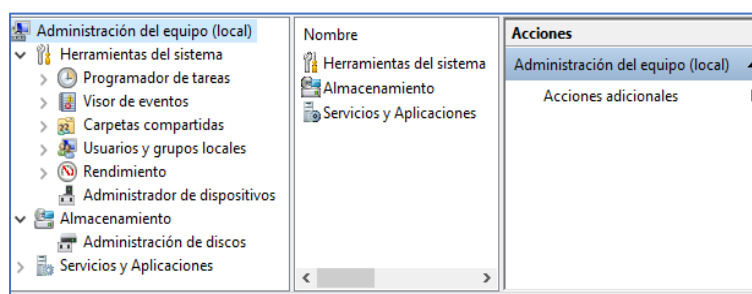 Administración del equipo (local)
Herramientas del sistema
Programador de tareas
Visor de eventos
Carpetas compartidas
Usuarios y grupos locales
Rendimiento
Administrador de dispositivos
Almacenamiento
Administración de discos
Servicios y Aplicaciones
Nombre
Herramientas del sistema
Almacenamiento
Servicios y Aplicaciones
Acciones
Administración del equipo (local)
Acciones adicionales